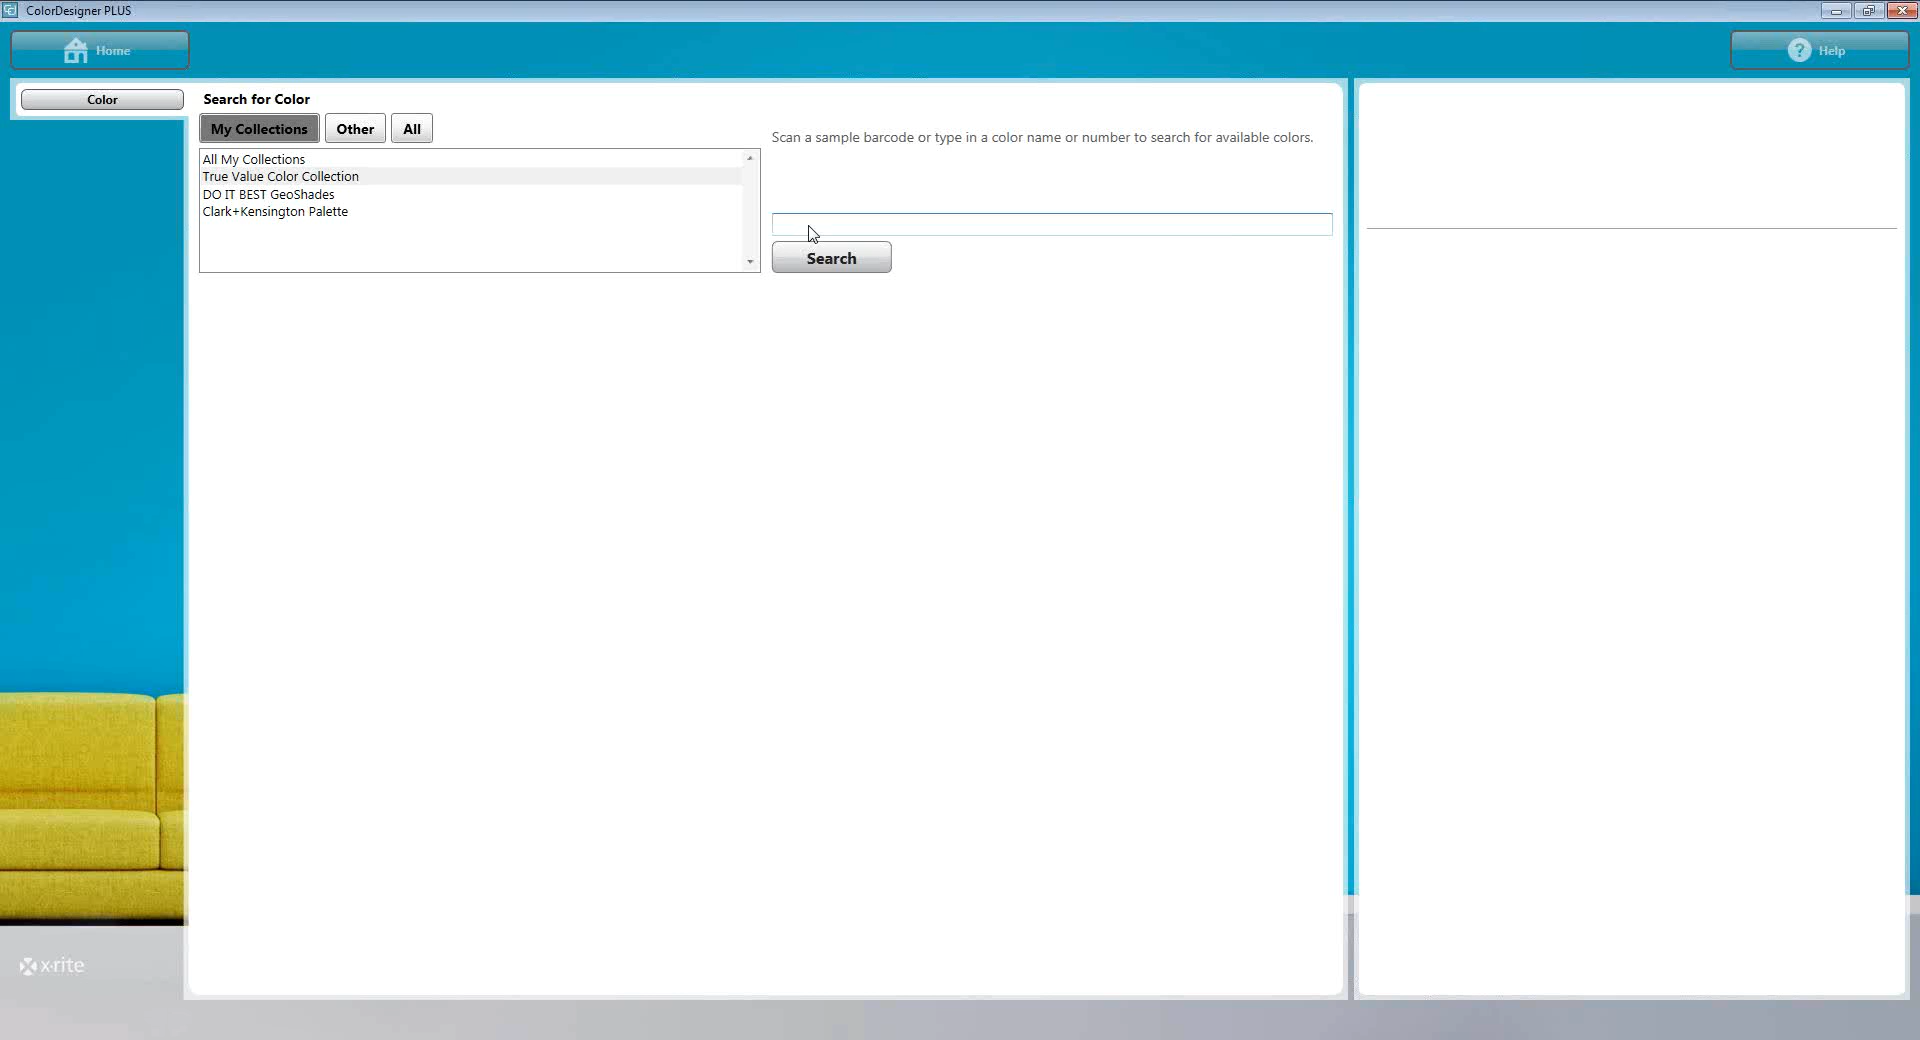 ColorDesigner PLUS
Home
Help
Color
Search for Color
My Collections
Other
All
Scan a sample barcode or type in a color name or number to search for available colors.
All My Collections
True Value Color Collection
DO IT BEST GeoShades
Clark+Kensington Palette
Search
x·rite